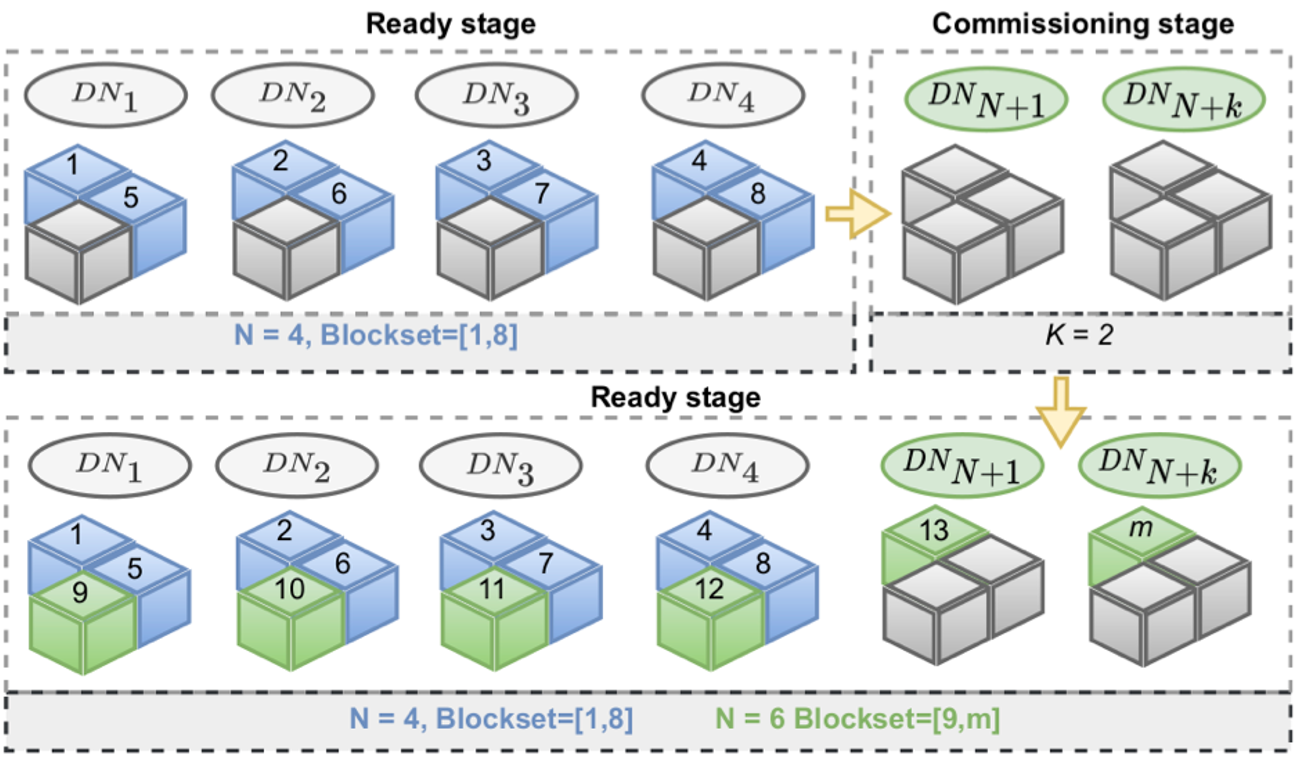 Ready stage
Commissioning stage
DN1 DN2 DN3 DN4 DNN+1 DNN+k
1 2 3 4
5 6 7 8
N = 4, Blockset=[1,8]
K = 2
Ready stage
DN1 DN2 DN3 DN4 DNN+1 DNN+k
1 2 3 4 13 m
5 6 7 8
9 10 11 12
N = 4, Blockset=[1,8]
N = 6 Blockset=[9,m]